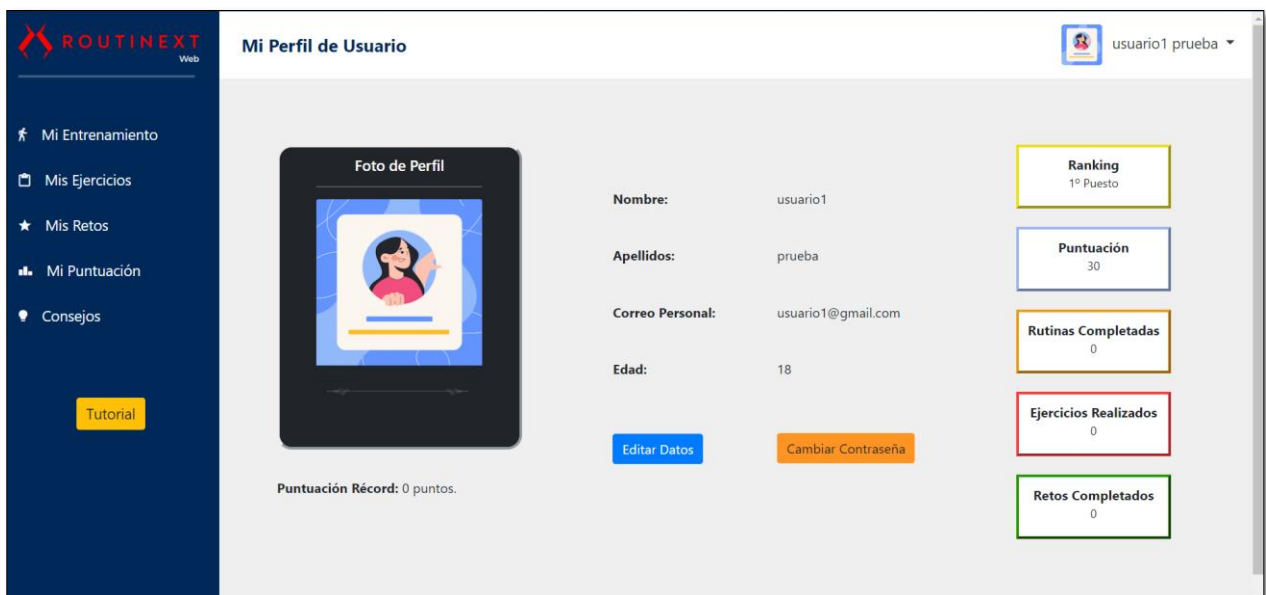 ROUTINEXT
Web
Mi Perfil de Usuario
usuario1 prueba
Mi Entrenamiento
Mis Ejercicios
Mis Retos
Mi Puntuación
Consejos
Tutorial
Foto de Perfil
Puntuación Récord: 0 puntos.
Nombre: usuario1
Apellidos: prueba
Correo Personal: usuario1@gmail.com
Edad: 18
Editar Datos Cambiar Contraseña
Ranking
1º Puesto
Puntuación
30
Rutinas Completadas
0
Ejercicios Realizados
0
Retos Completados
0